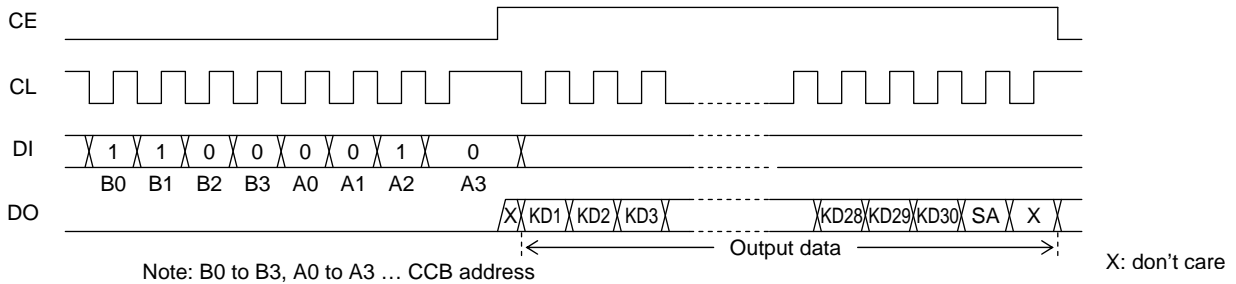 CE
CL
DI 1 1 0 0 0 0 1 0
B0 B1 B2 B3 A0 A1 A2 A3
DO X KD1 KD2 KD3 KD28 KD29 KD30 SA X
Output data
Note: B0 to B3, A0 to A3 … CCB address
X: don't care